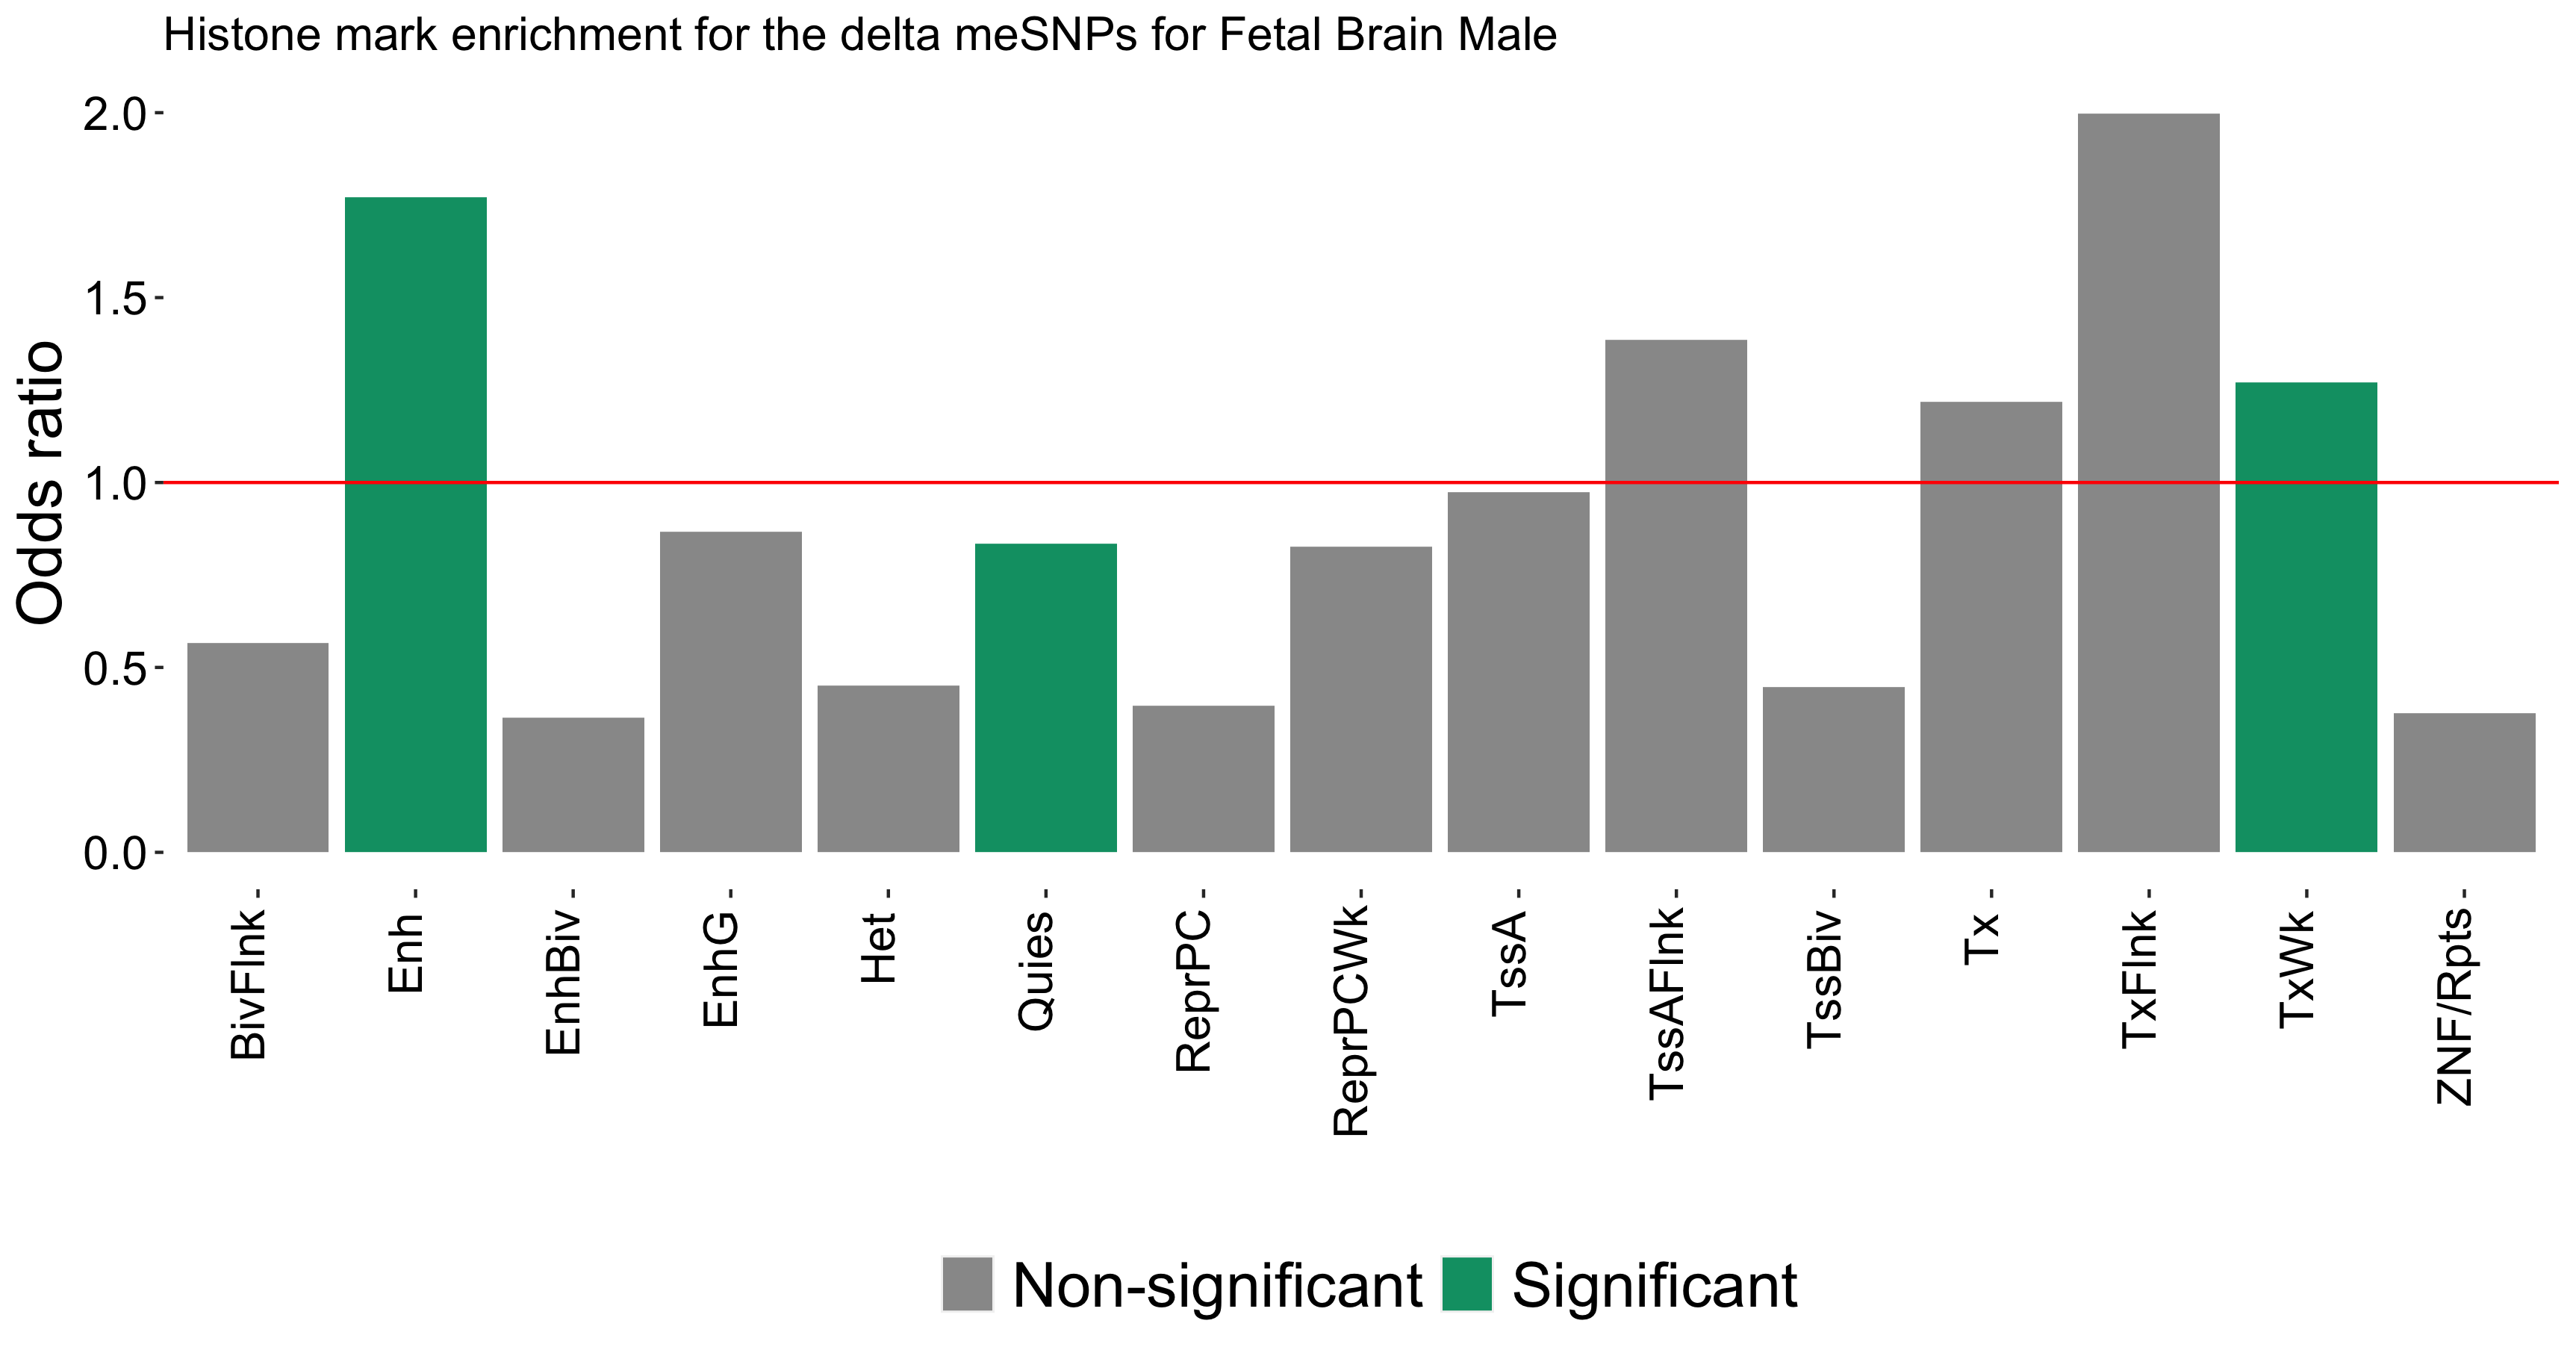 Histone mark enrichment for the delta meSNPs for Fetal Brain Male
Odds ratio
2.0
1.5
1.0
0.5
0.0
BivFlnk
Enh
EnhBiv
EnhG
Het
Quies
ReprPC
ReprPCWk
TssA
TssAFlnk
TssBiv
Tx
TxFlnk
TxWk
ZNF/Rpts
Non-significant
Significant